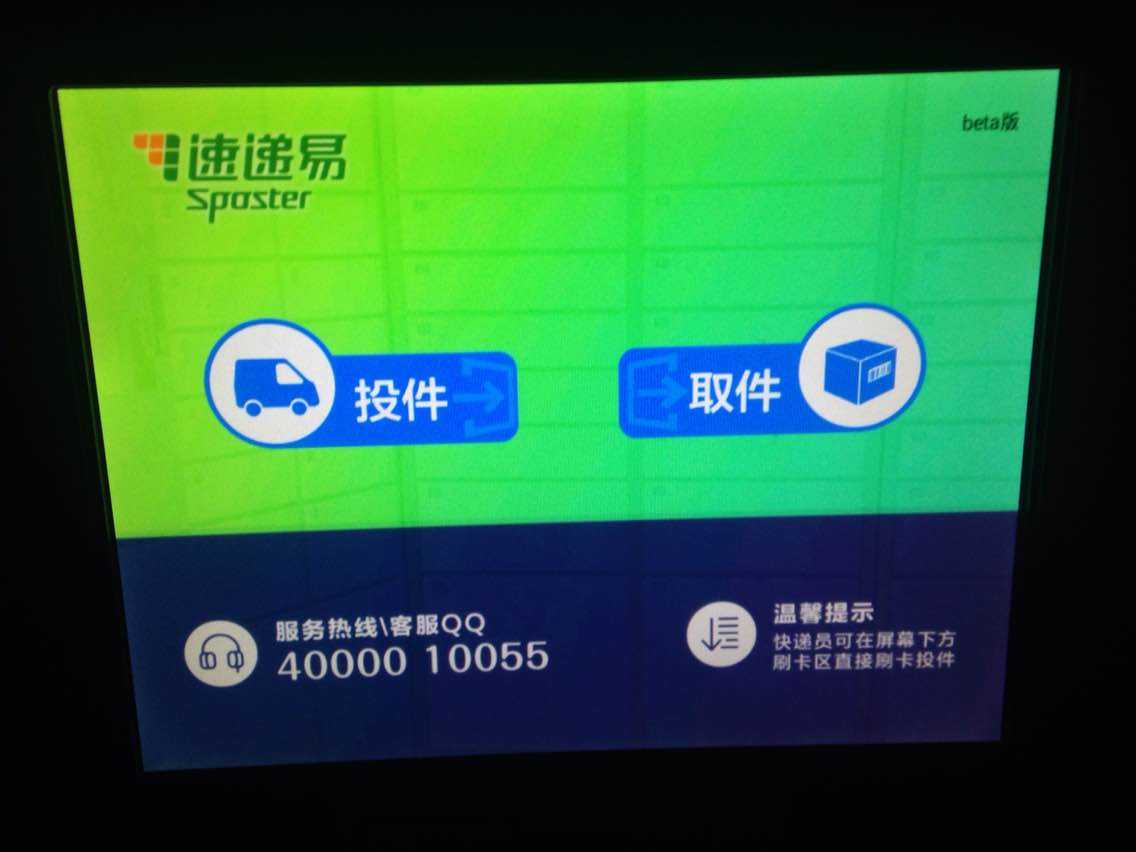 速递易
Spaster
beta版
投件
取件
服务热线\客服QQ
40000 10055
温馨提示
快递员可在屏幕下方
刷卡区直接刷卡投件